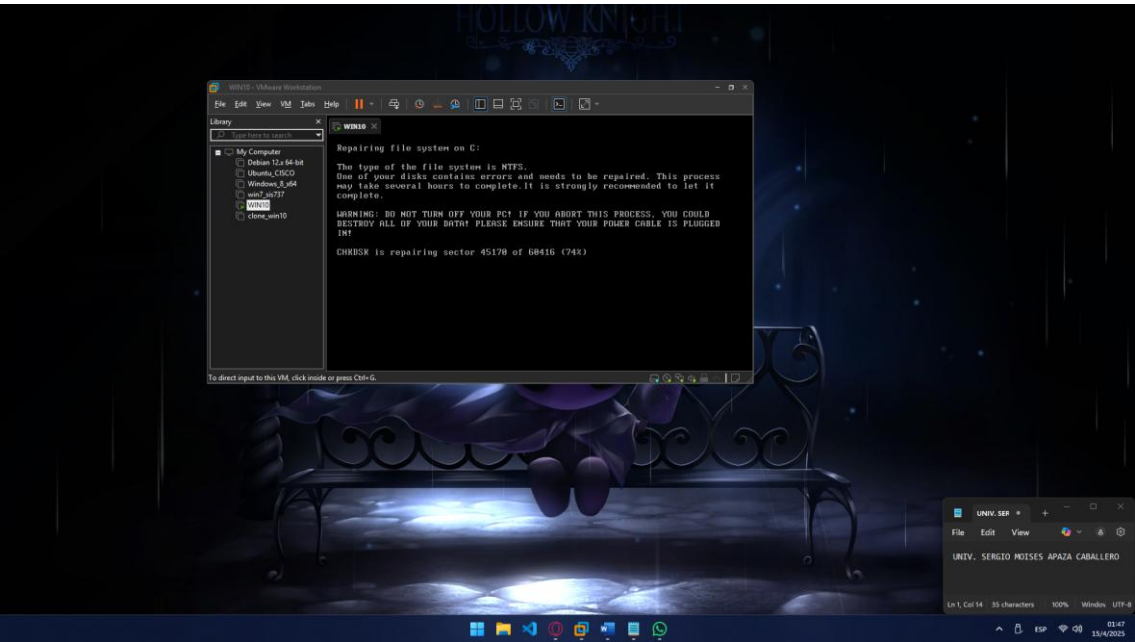 HOLLOW KNIGHT
WIN10 - VMware Workstation
File Edit View VM Tabs Help
Library
WIN10
Type here to search
My Computer
Debian 12.x 64-bit
Ubuntu_CISCO
Windows_8_x64
win7_sis737
WIN10
clone_win10
Repairing file system on C:
The type of the file system is NTFS.
One of your disks contains errors and needs to be repaired. This process
may take several hours to complete.It is strongly recommended to let it
complete.
WARNING: DO NOT TURN OFF YOUR PC! IF YOU ABORT THIS PROCESS, YOU COULD
DESTROY ALL OF YOUR DATA! PLEASE ENSURE THAT YOUR POWER CABLE IS PLUGGED
IN!
CHKDSK is repairing sector 45170 of 60416 (74%)
To direct input to this VM, click inside or press Ctrl+G.
UNIV. SER
File Edit View
UNIV. SERGIO MOISES APAZA CABALLERO
Ln 1, Col 14 35 characters 100% Window UTF-8
ESP
01:47
15/4/2025